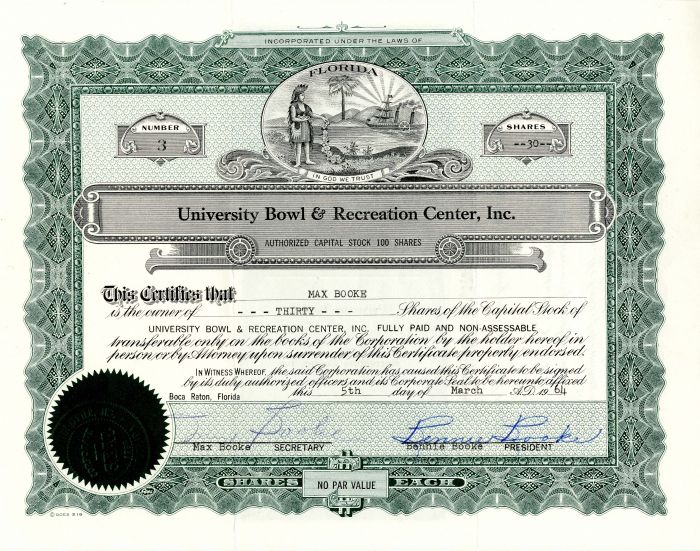 INCORPORATED UNDER THE LAWS OF
FLORIDA
NUMBER
3
SHARES
--30--
IN GOD WE TRUST
University Bowl & Recreation Center, Inc.
AUTHORIZED CAPITAL STOCK 100 SHARES
This Certifies that MAX BOOKE
is the owner of - - - THIRTY - - - Shares of the Capital Stock of
UNIVERSITY BOWL & RECREATION CENTER, INC. FULLY PAID AND NON-ASSESSABLE
transferable only on the books of the Corporation by the holder hereof in
person or by Attorney upon surrender of this Certificate properly endorsed.
IN WITNESS WHEREOF, the said Corporation has caused this Certificate to be signed
by its duly authorized officers and its Corporate Seal to be hereunto affixed
Boca Raton, Florida this 5th day of March A.D. 19 64
Booke Bennie Booke
Max Booke SECRETARY Bennie Booke PRESIDENT
SHARES NO PAR VALUE EACH
© GOES 516